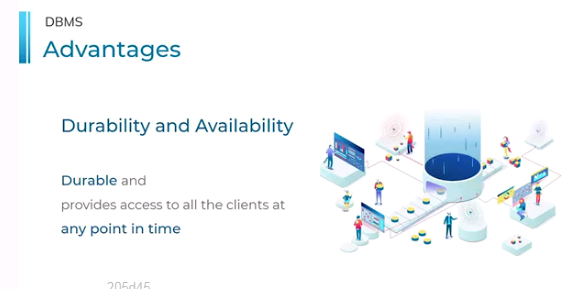 DBMS
Advantages
Durability and Availability
Durable and
provides access to all the clients at
any point in time
205d45